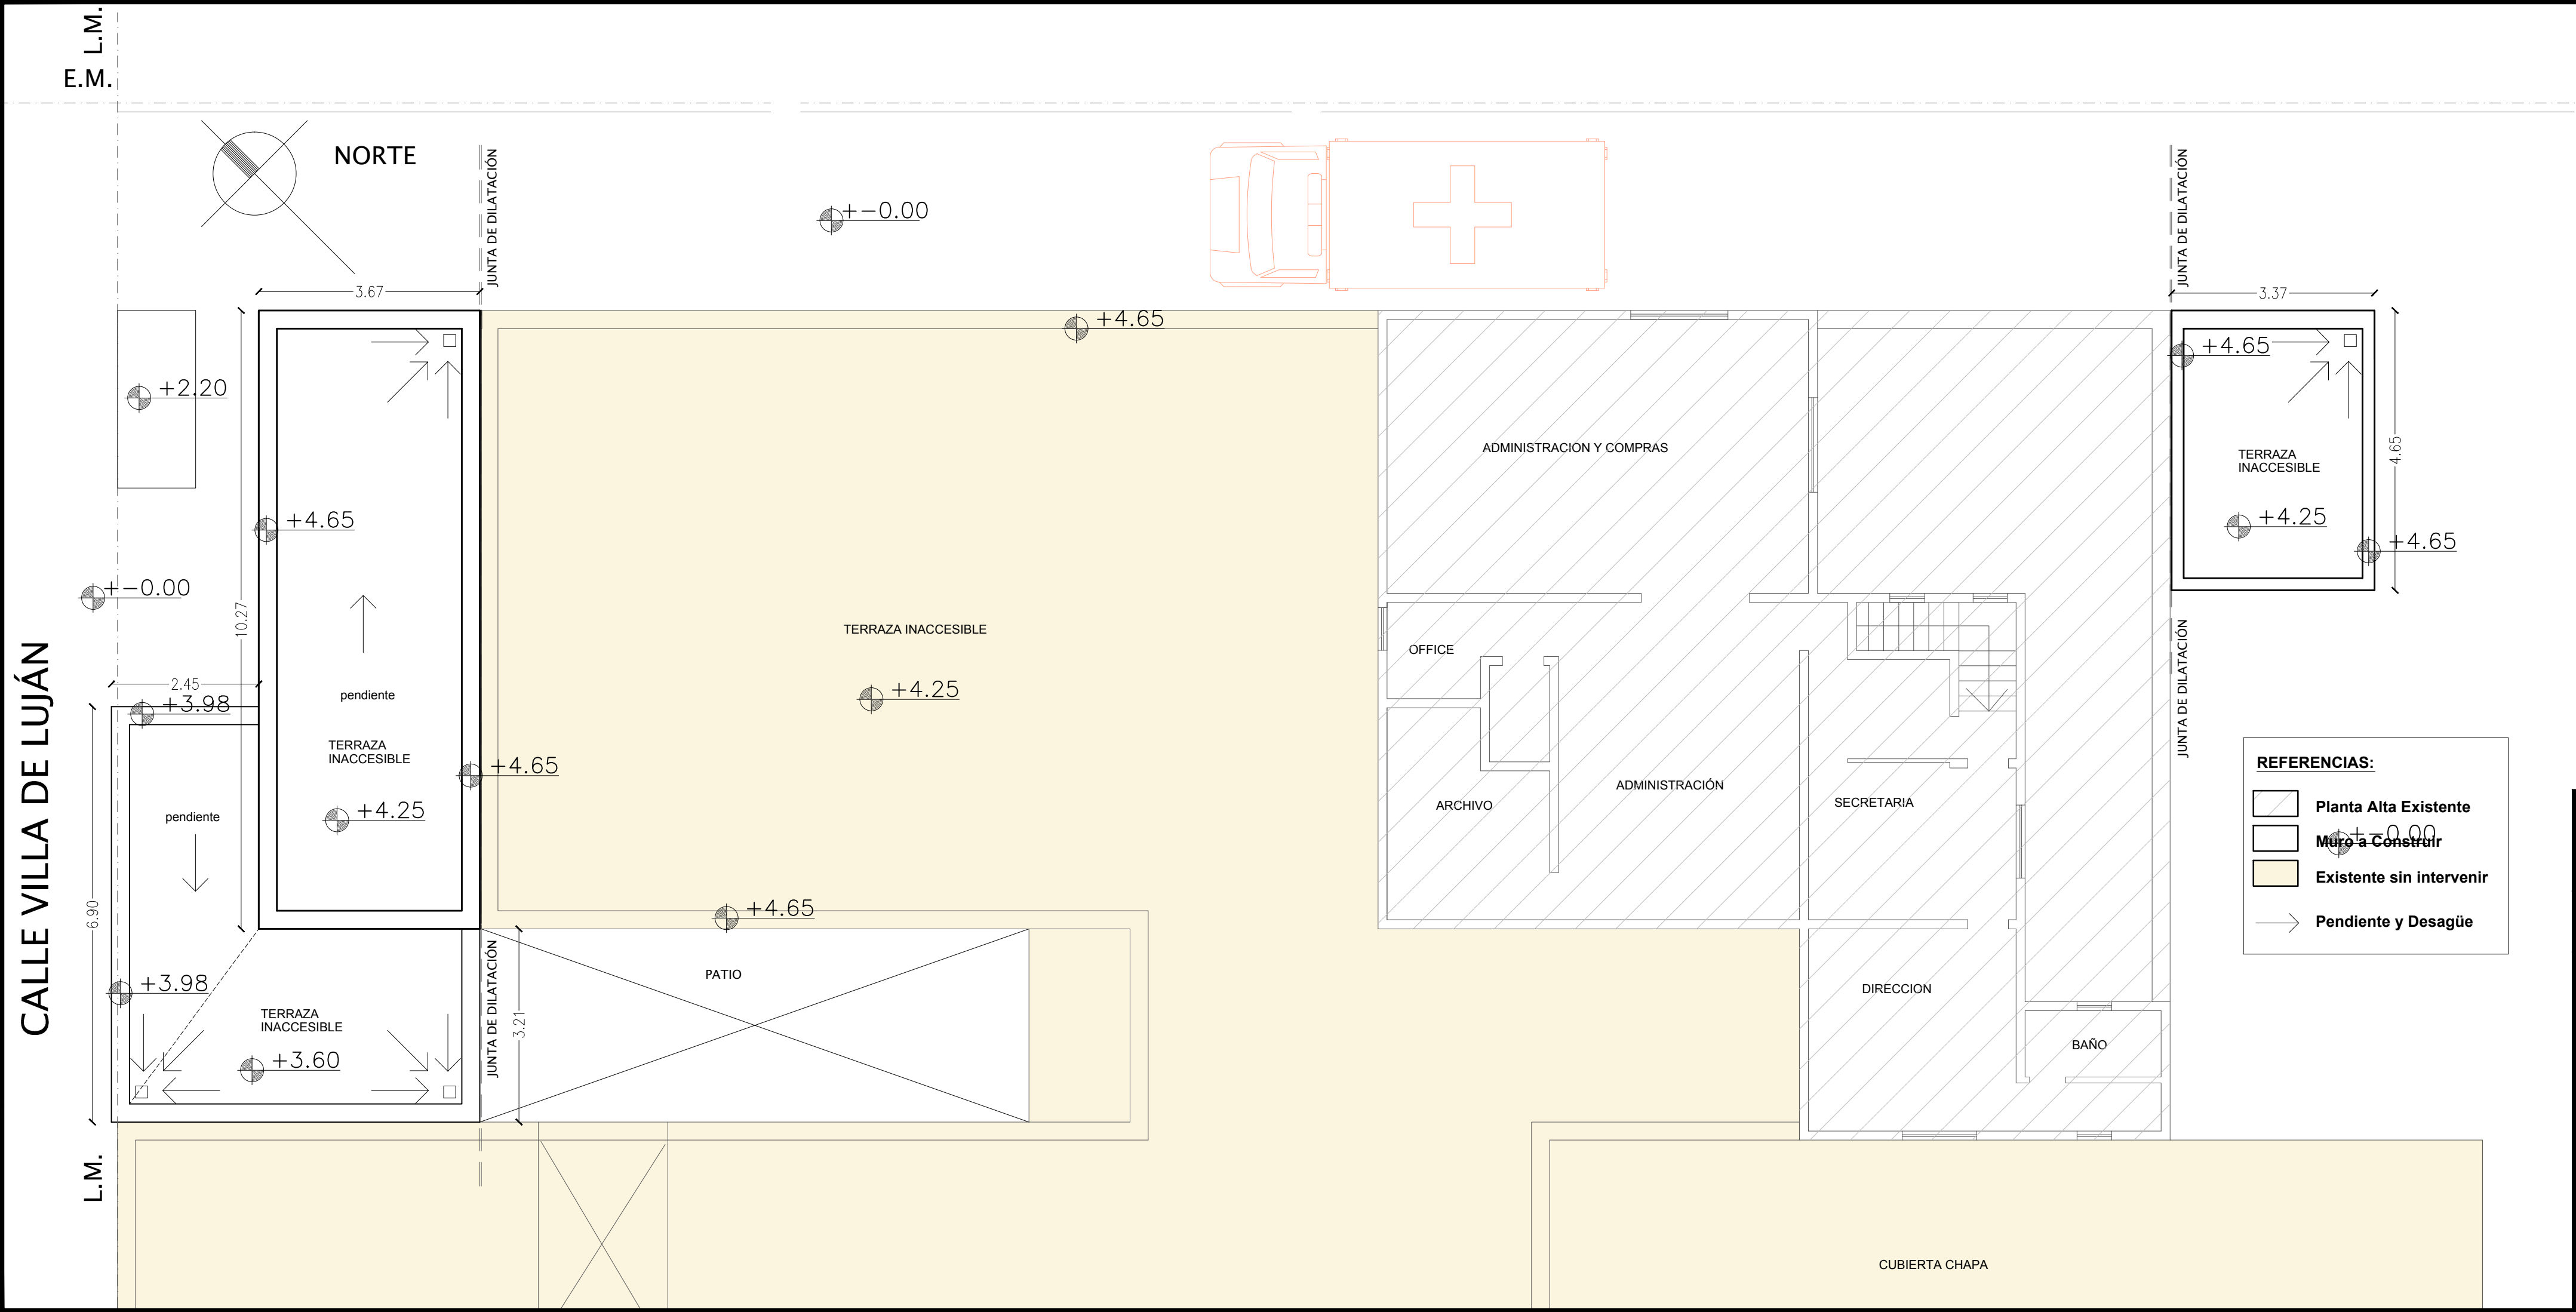 L.M.
E.M.
NORTE
JUNTA DE DILATACIÓN
+-0.00
JUNTA DE DILATACIÓN
3.67
3.37
+4.65
+4.65
+2.20
ADMINISTRACION Y COMPRAS
4.65
TERRAZA
INACCESIBLE
+4.65
+4.25
+4.65
+-0.00
10.27
TERRAZA INACCESIBLE
OFFICE
CALLE VILLA DE LUJÁN
2.45
+3.98
pendiente
+4.25
JUNTA DE DILATACIÓN
TERRAZA
INACCESIBLE
+4.65
ADMINISTRACIÓN
ARCHIVO
SECRETARIA
pendiente
+4.25
REFERENCIAS:
Planta Alta Existente
+-0.00
Muro a Construir
Existente sin intervenir
Pendiente y Desagüe
6.90
+4.65
PATIO
+3.98
JUNTA DE DILATACIÓN
DIRECCION
TERRAZA
INACCESIBLE
3.21
+3.60
BAÑO
L.M.
CUBIERTA CHAPA